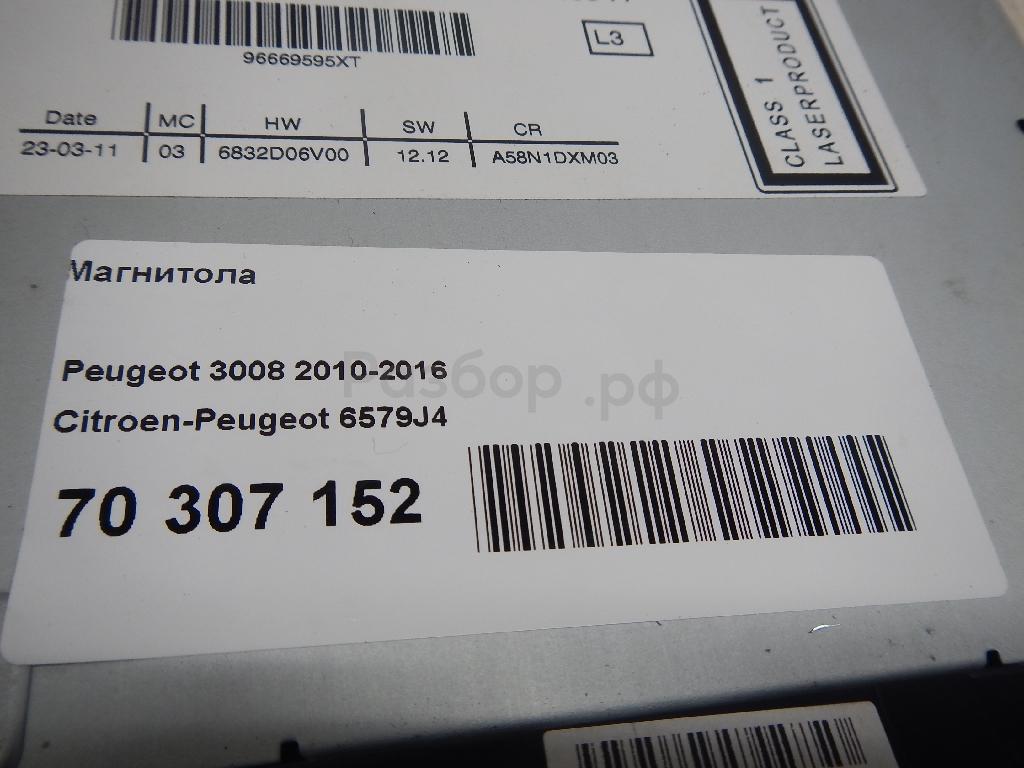 96669595XT
L3
Date MC HW SW CR
23-03-11 03 6832D06V00 12.12 A58N1DXM03
CLASS 1
LASERPRODUCT
Магнитола
Peugeot 3008 2010-2016
Citroen-Peugeot 6579J4
70 307 152
Разбор.рф